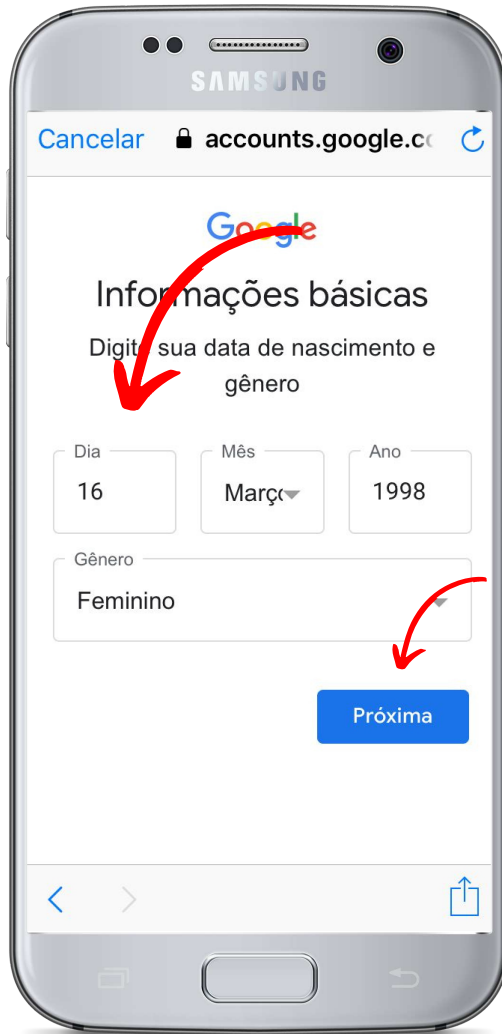 SAMSUNG
Cancelar accounts.google.c
Google
Informações básicas
Digite sua data de nascimento e
gênero
Dia Mês Ano
16 Março 1998
Gênero
Feminino
Próxima